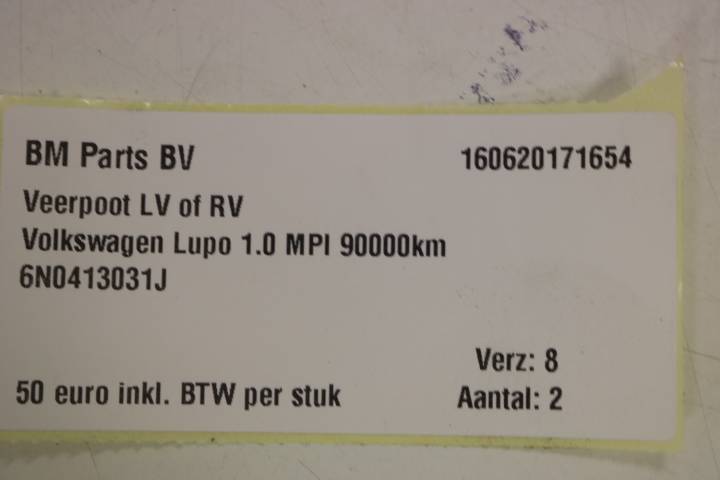 BM Parts BV 160620171654
Veerpoot LV of RV
Volkswagen Lupo 1.0 MPI 90000km
6N0413031J
Verz: 8
50 euro inkl. BTW per stuk Aantal: 2